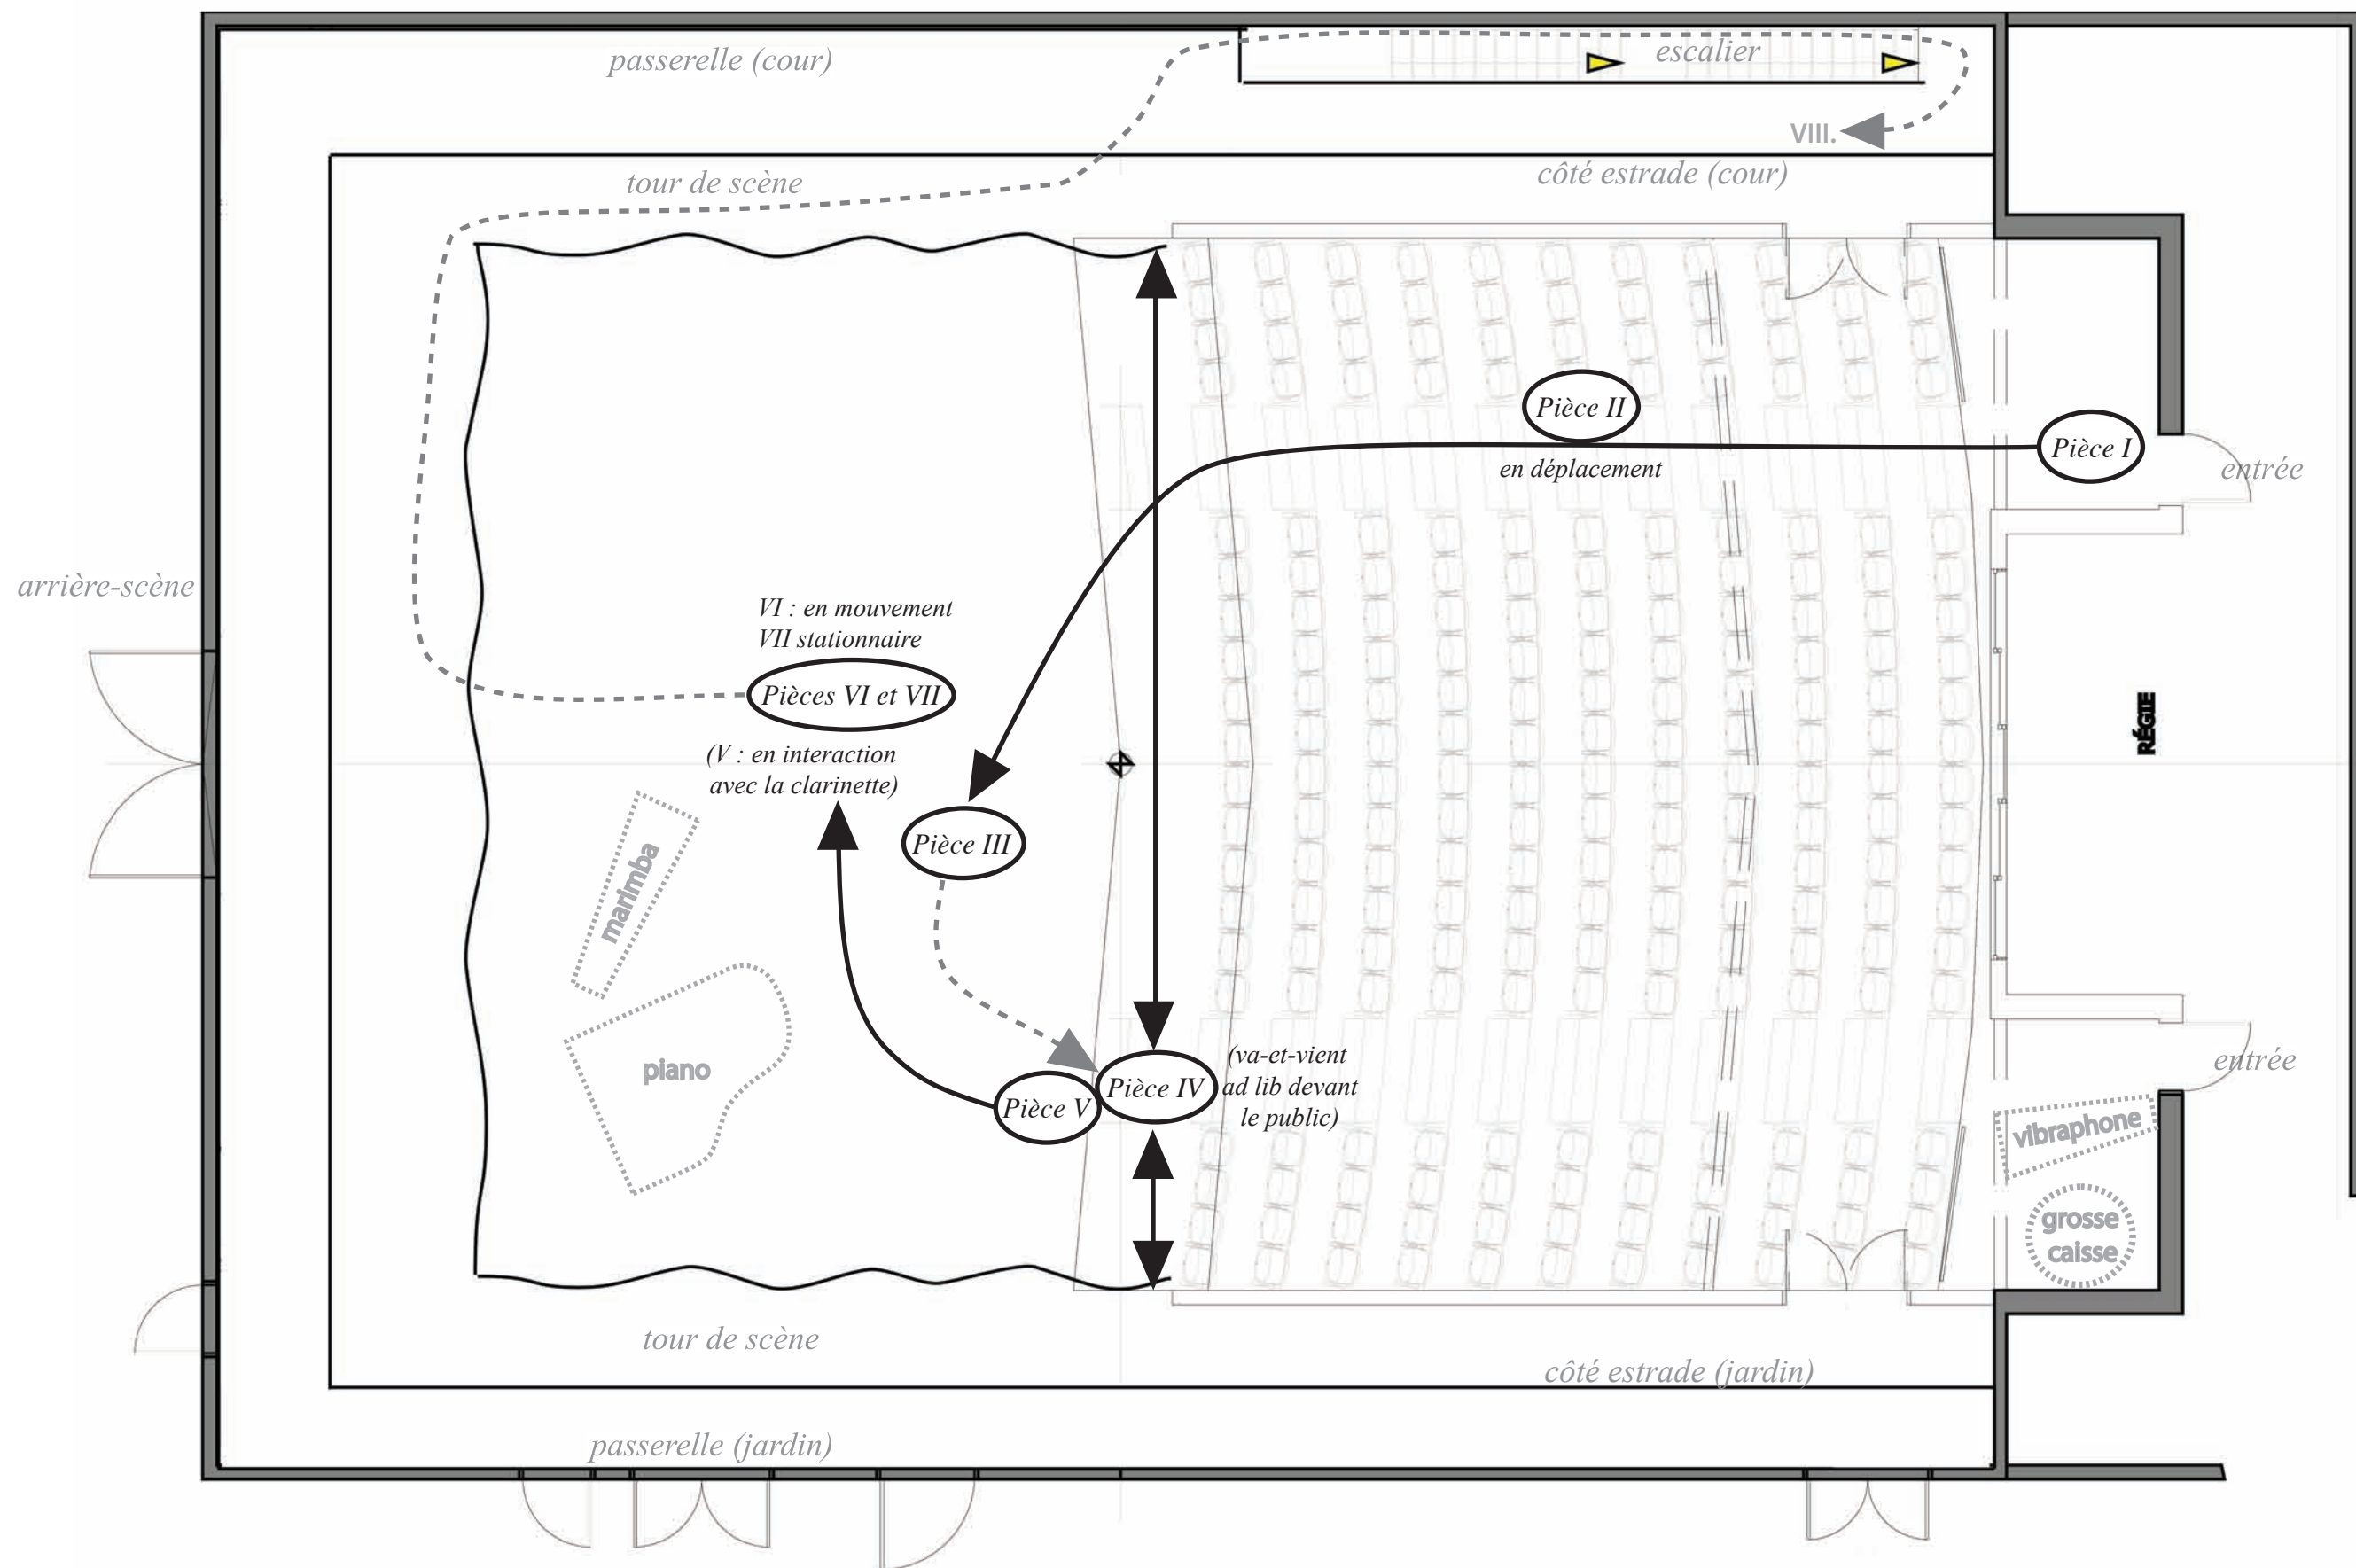 passerelle (cour)
escalier
VIII.
tour de scène
côté estrade (cour)
Pièce II
en déplacement
Pièce I
entrée
arrière-scène
VI : en mouvement
VII stationnaire
Pièces VI et VII
(V : en interaction
avec la clarinette)
RÉGIE
Pièce III
marimba
piano
Pièce V
Pièce IV
(va-et-vient
ad lib devant
le public)
entrée
vibraphone
grosse
caisse
tour de scène
côté estrade (jardin)
passerelle (jardin)